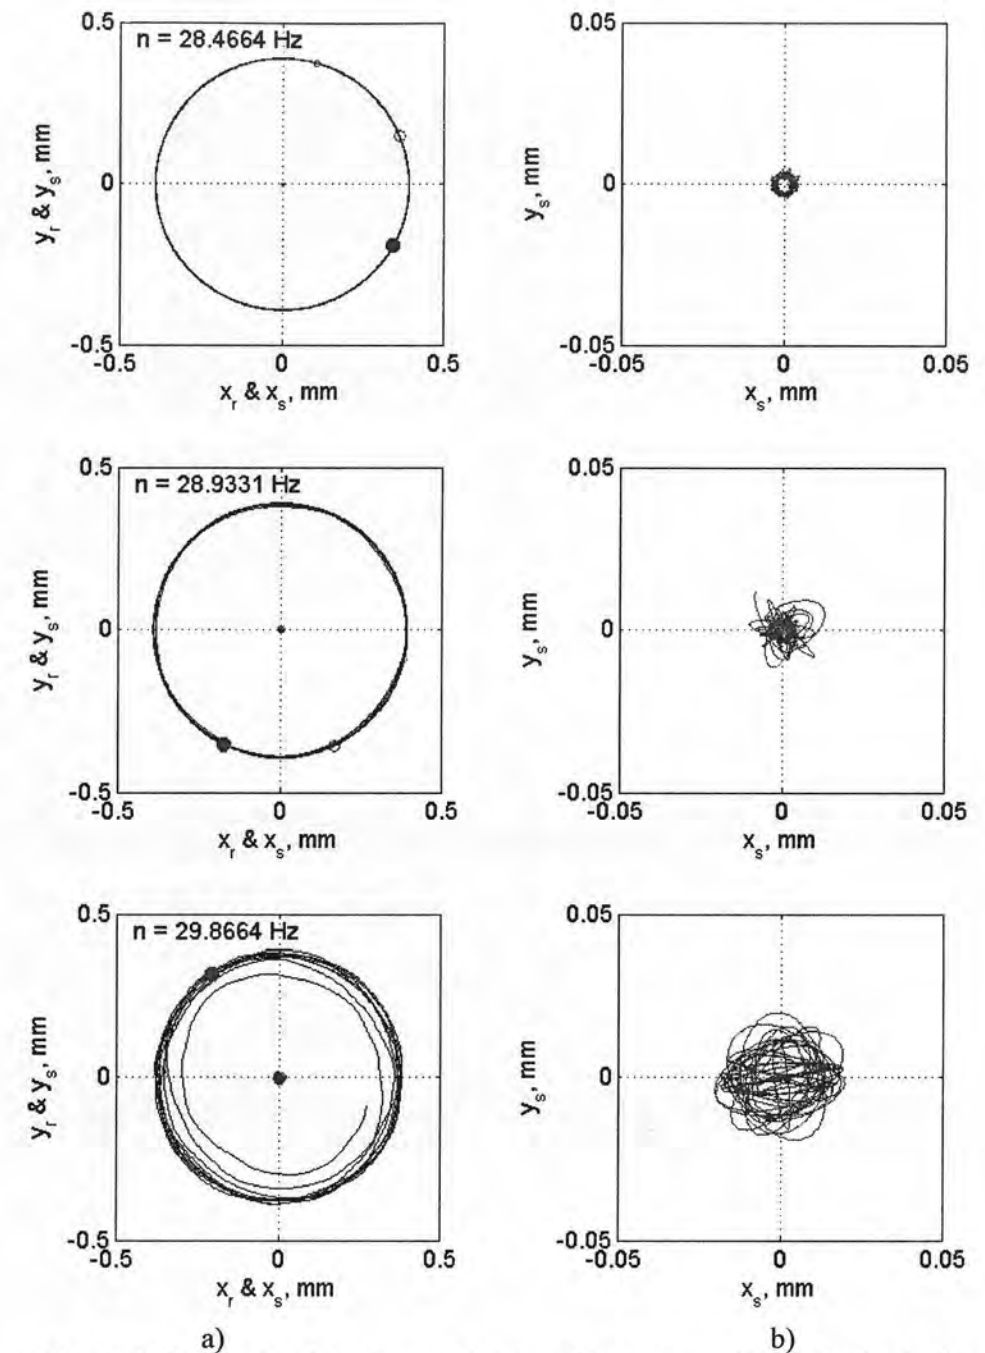 0.5
n = 28.4664 Hz
y_r & y_s, mm
0
-0.5
-0.5
0
0.5
x_r & x_s, mm
0.05
y_s, mm
0
-0.05
-0.05
0
0.05
x_s, mm
0.5
n = 28.9331 Hz
y_r & y_s, mm
0
-0.5
-0.5
0
0.5
x_r & x_s, mm
0.05
y_s, mm
0
-0.05
-0.05
0
0.05
x_s, mm
0.5
n = 29.8664 Hz
y_r & y_s, mm
0
-0.5
-0.5
0
0.5
x_r & x_s, mm
0.05
y_s, mm
0
-0.05
-0.05
0
0.05
x_s, mm
a)
b)